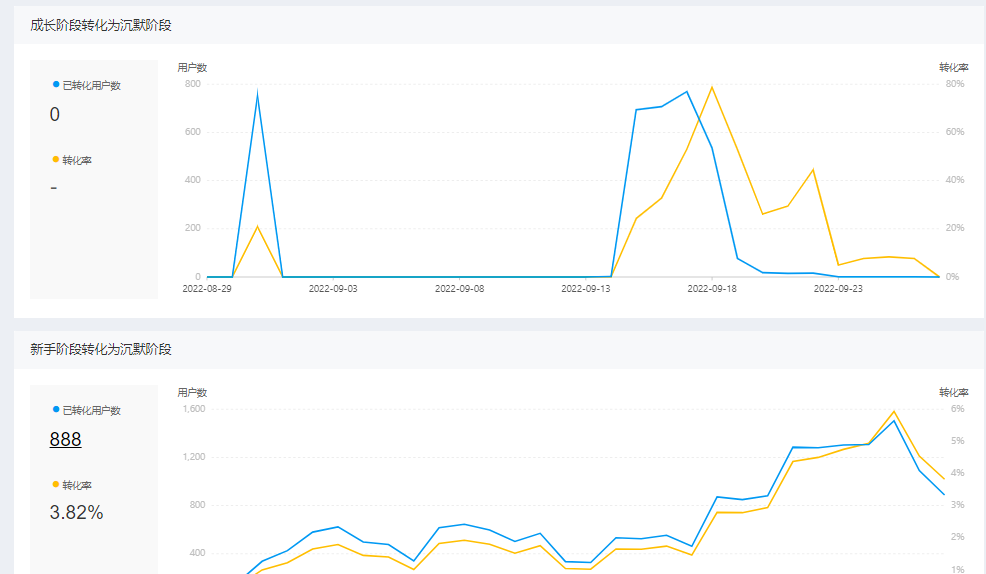 成长阶段转化为沉默阶段
已转化用户数
0
转化率
-
用户数 转化率
800 80%
600 60%
400 40%
200 20%
0 0%
2022-08-29 2022-09-03 2022-09-08 2022-09-13 2022-09-18 2022-09-23
新手阶段转化为沉默阶段
已转化用户数
888
转化率
3.82%
用户数 转化率
1,600 6%
5%
1,200
4%
800 3%
2%
400
1%